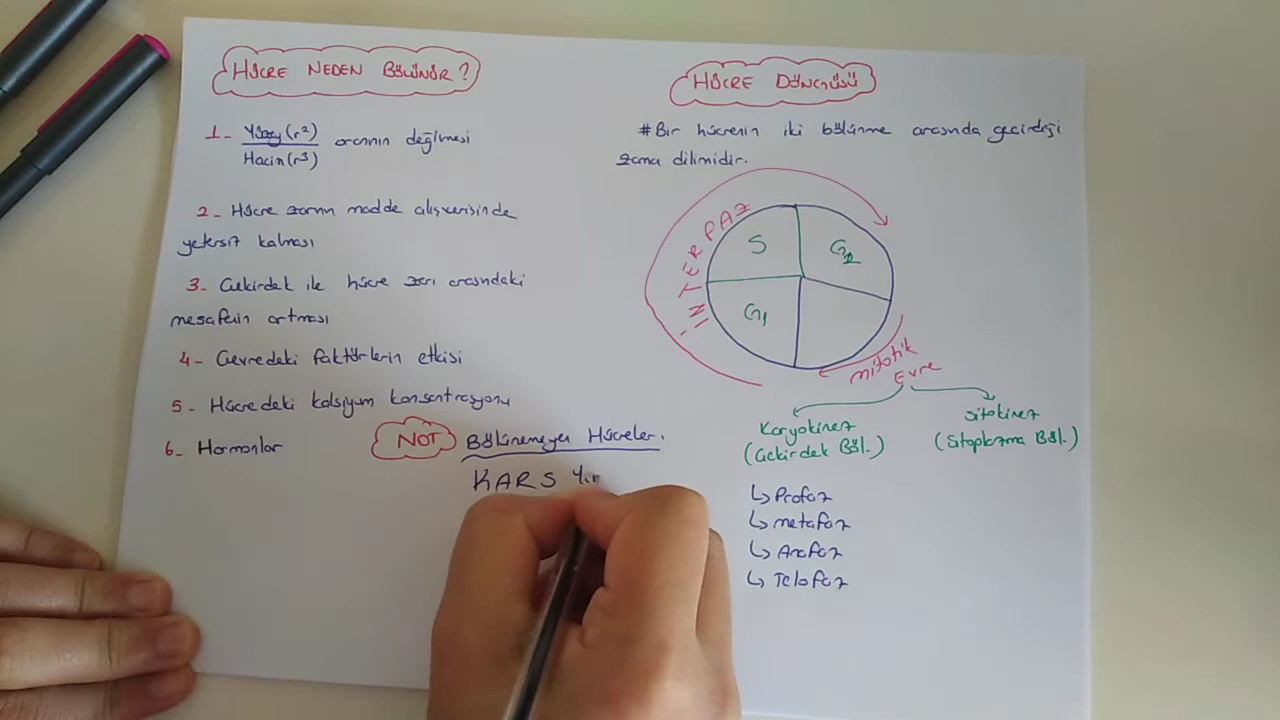 HÜCRE NEDEN BÖLÜNÜR?
1- Yüzey (r²)
Hacim (r³) oranının değişmesi
2- Hücre zarının madde alışverişinde
yetersiz kalması
3- Çekirdek ile hücre zarı arasındaki
mesafenin artması
4- Çevredeki faktörlerin etkisi
5- Hücredeki kalsiyum konsantrasyonu
6- Hormonlar
NOT Bölünemeyen Hücreler.
KARS
HÜCRE DÖNGÜSÜ
#Bir hücrenin iki bölünme arasında geçirdiği
zama dilimidir.
İNTERFAZ
S
G2
G1
mitotik
Evre
Karyokinez
(Çekirdek Böl.)
Sitokinez
(Sitoplazma Böl.)
↳ Profaz
↳ metafaz
↳ Anafaz
↳ Telofaz